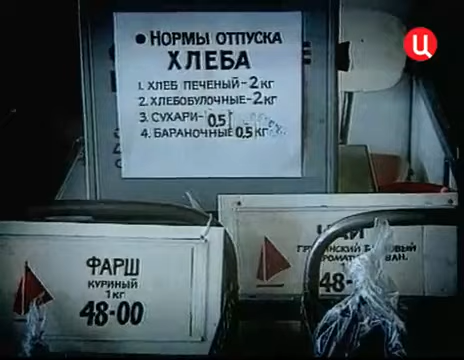 • НОРМЫ ОТПУСКА
ХЛЕБА
1. ХЛЕБ ПЕЧЕНЫЙ-2 КГ
2. ХЛЕБОБУЛОЧНЫЕ-2 КГ
3. СУХАРИ- 0,5
4. БАРАНОЧНЫЕ 0,5 КГ
ФАРШ
КУРИНЫЙ
1 КГ
48-00
ЧАЙ
48-
Ц